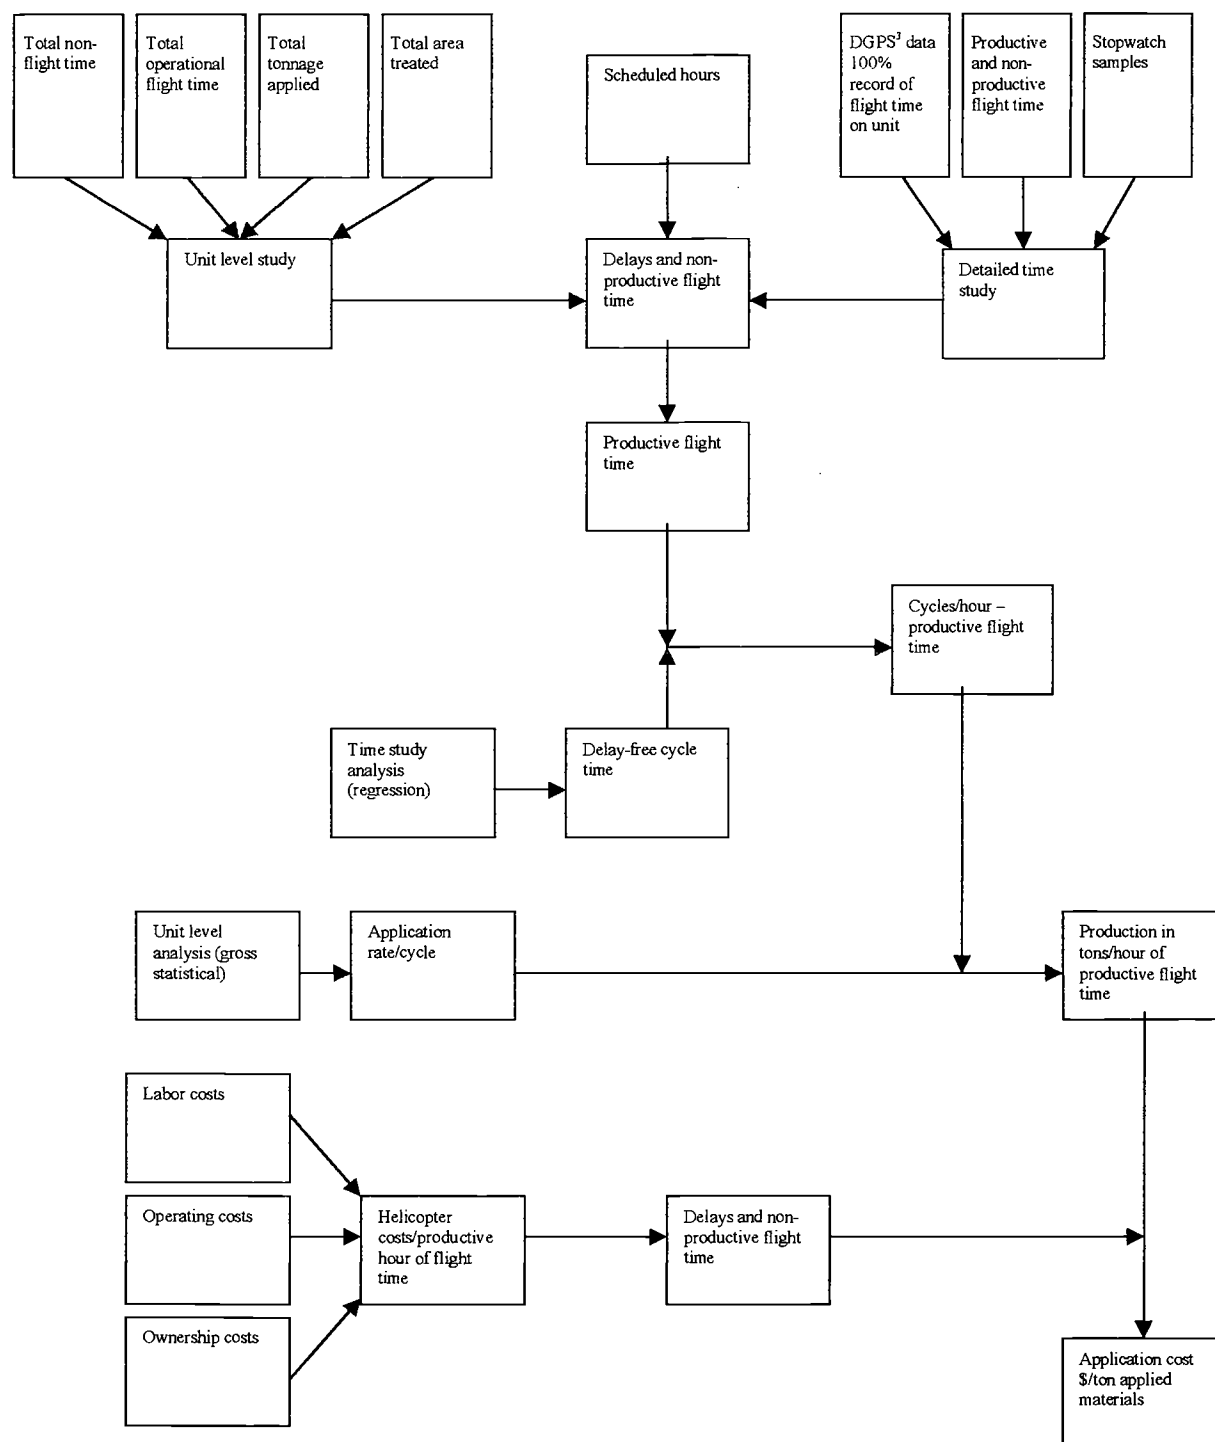 Total non-
flight time
Total
operational
flight time
Total
tonnage
applied
Total area
treated
Scheduled hours
DGPS³ data
100%
record of
flight time
on unit
Productive
and non-
productive
flight time
Stopwatch
samples
Unit level study
Delays and non-
productive flight
time
Detailed time
study
Productive flight
time
Cycles/hour –
productive flight
time
Time study
analysis
(regression)
Delay-free cycle
time
Unit level
analysis (gross
statistical)
Application
rate/cycle
Production in
tons/hour of
productive flight
time
Labor costs
Operating costs
Helicopter
costs/productive
hour of flight
time
Delays and non-
productive flight
time
Ownership costs
Application cost
$/ton applied
materials